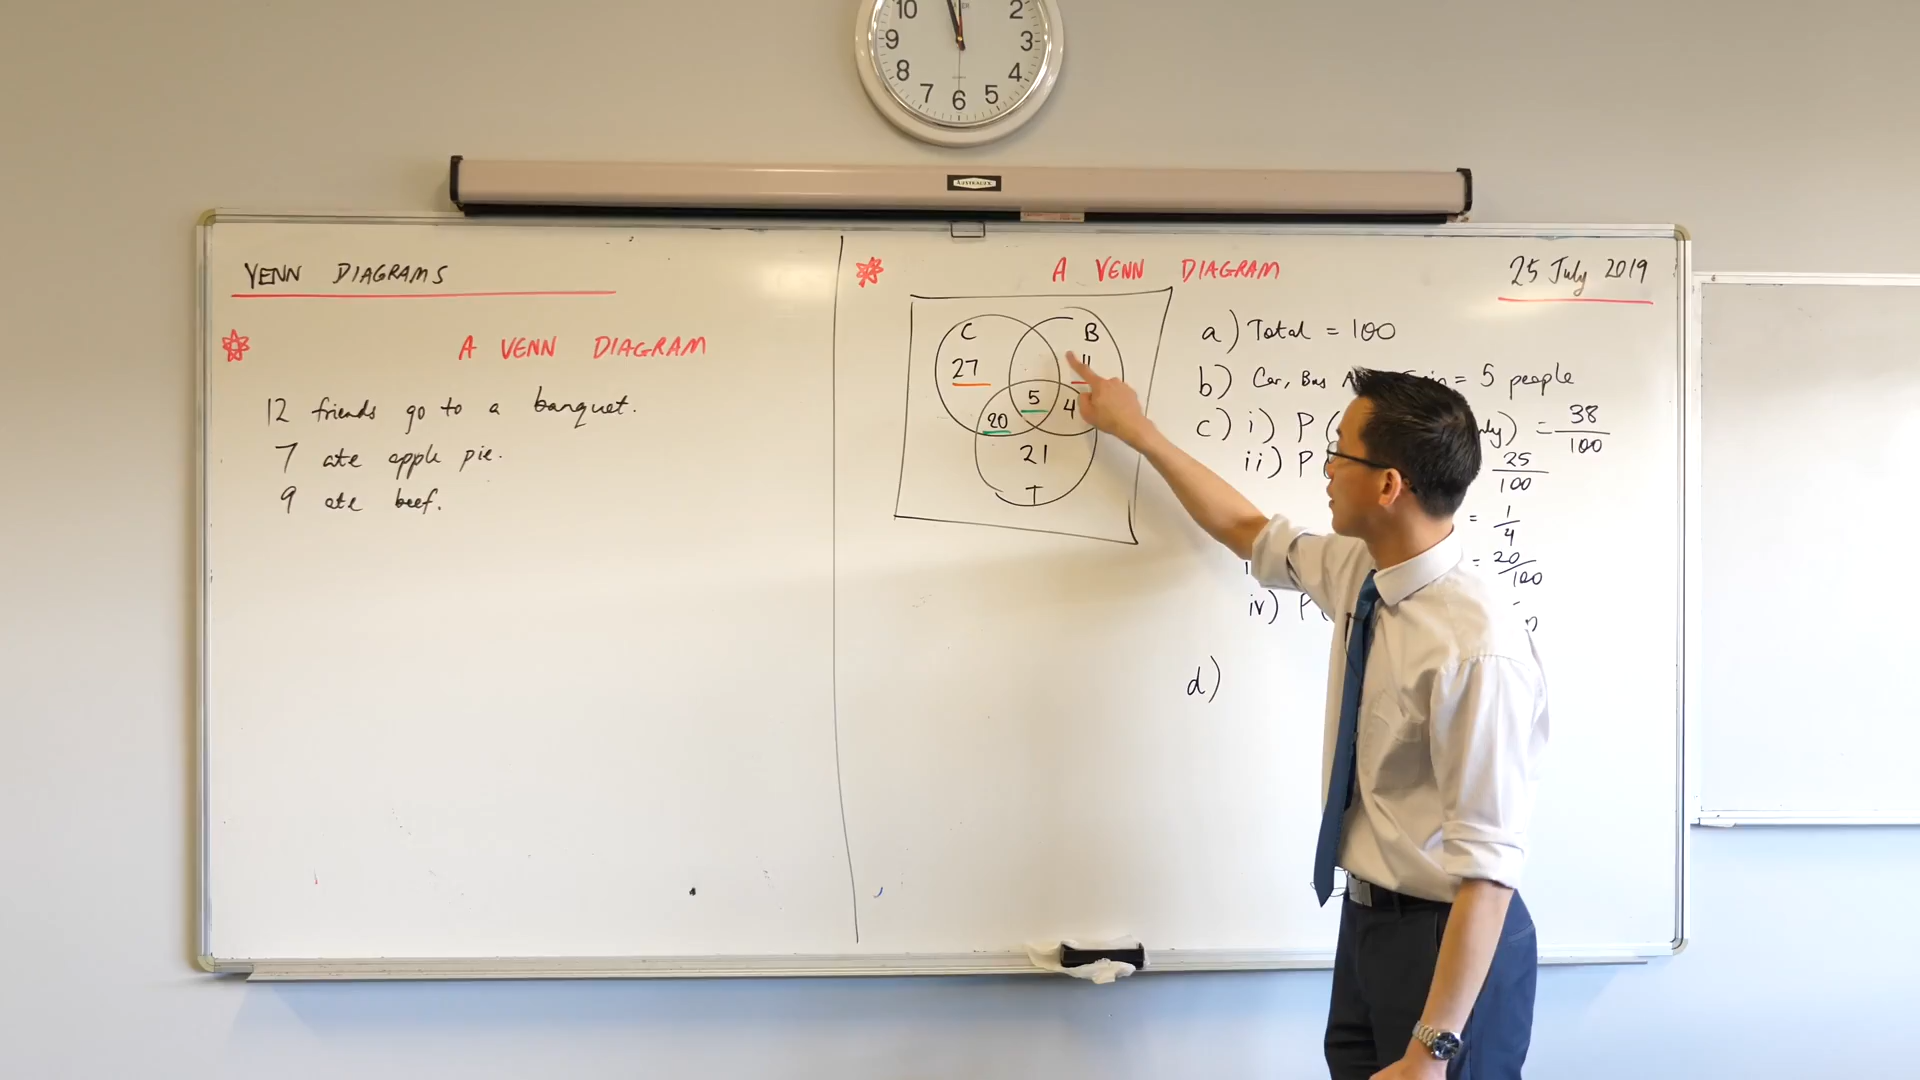 10 2
9 3
8 4
7 6 5
VENN DIAGRAMS
A VENN DIAGRAM
12 friends go to a banquet.
7 ate apple pie.
9 ate beef.
A VENN DIAGRAM
25 July 2019
C B
27 11
5
20 4
21
T
a) Total = 100
b) Car, Bus = 5 people
c) i) P ( = 38/100
ii) P 25/100
= 1/4
= 20/100
iv) P
d)